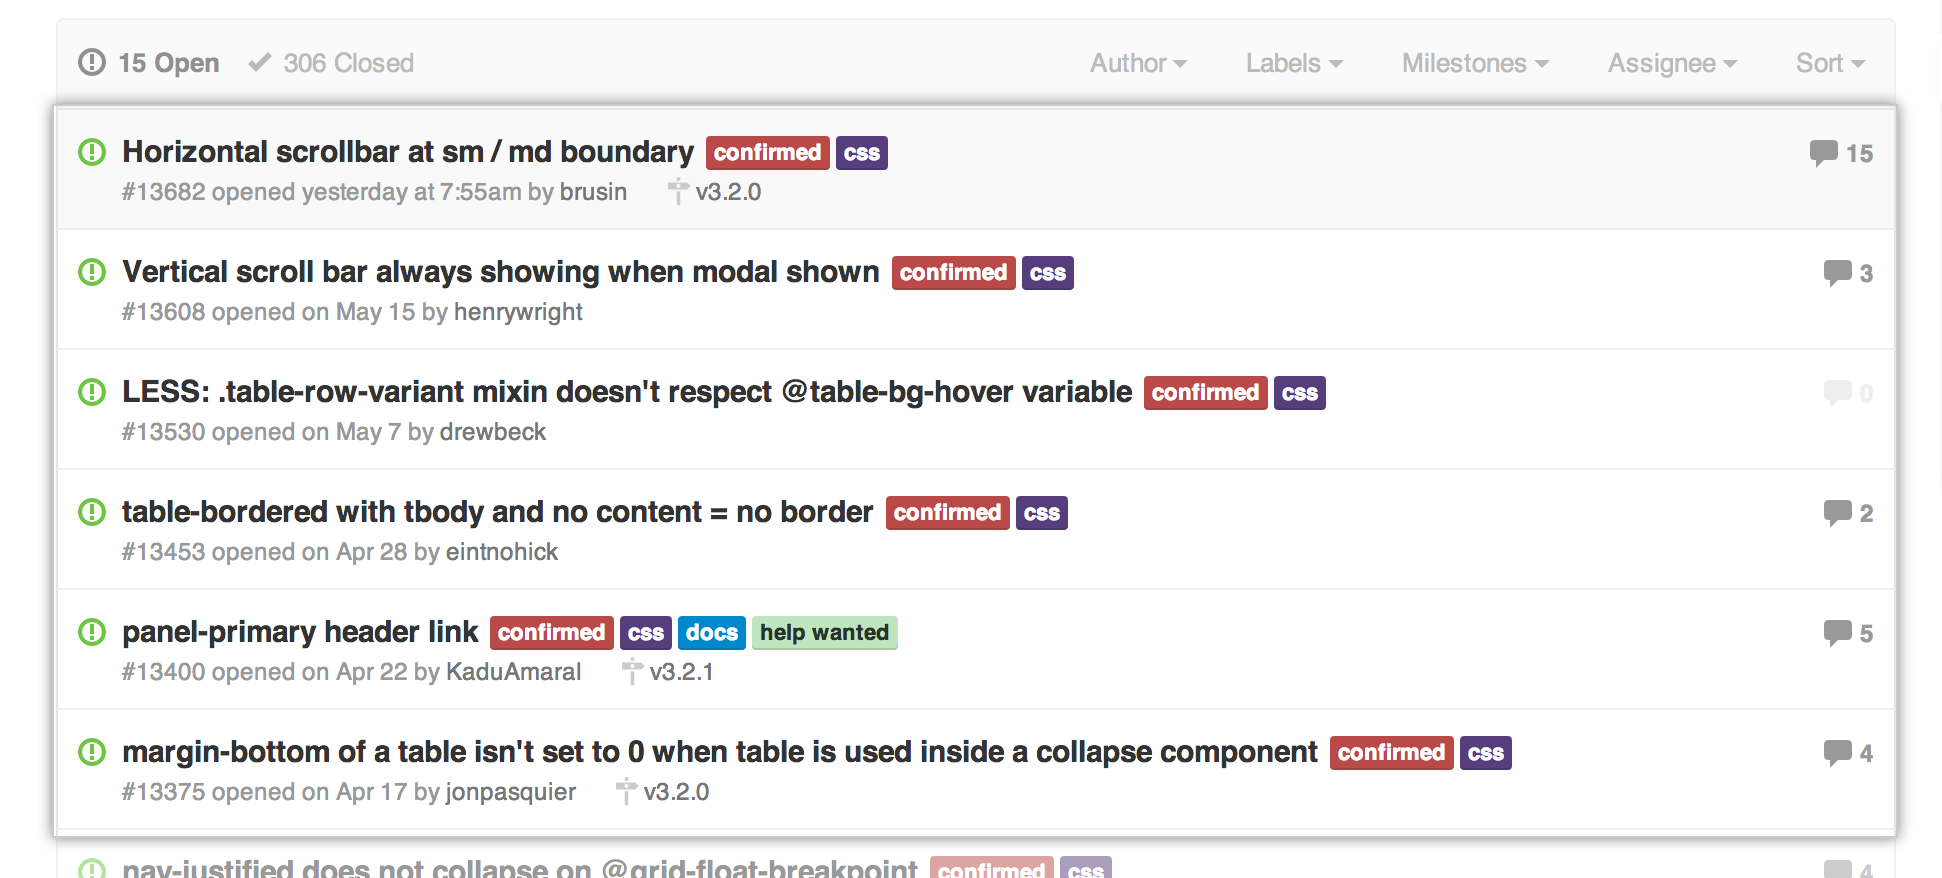 15 Open 306 Closed Author Labels Milestones Assignee Sort
Horizontal scrollbar at sm / md boundary confirmed css 15
#13682 opened yesterday at 7:55am by brusin v3.2.0
Vertical scroll bar always showing when modal shown confirmed css 3
#13608 opened on May 15 by henrywright
LESS: .table-row-variant mixin doesn't respect @table-bg-hover variable confirmed css 0
#13530 opened on May 7 by drewbeck
table-bordered with tbody and no content = no border confirmed css 2
#13453 opened on Apr 28 by eintnohick
panel-primary header link confirmed css docs help wanted 5
#13400 opened on Apr 22 by KaduAmaral v3.2.1
margin-bottom of a table isn't set to 0 when table is used inside a collapse component confirmed css 4
#13375 opened on Apr 17 by jonpasquier v3.2.0
nav-justified does not collapse on @grid-float-breakpoint confirmed css 4